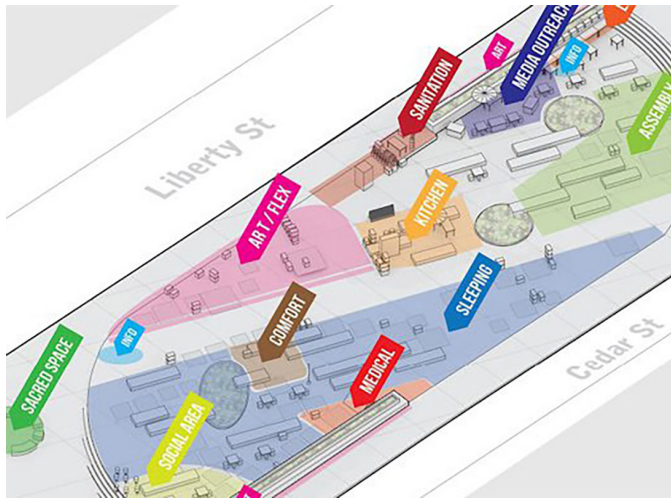 ART
MEDIA OUTREACH
INFO
SANITATION
Liberty St
ASSEMBLY
ART / FLEX
KITCHEN
SLEEPING
COMFORT
INFO
SACRED SPACE
MEDICAL
Cedar St
SOCIAL AREA